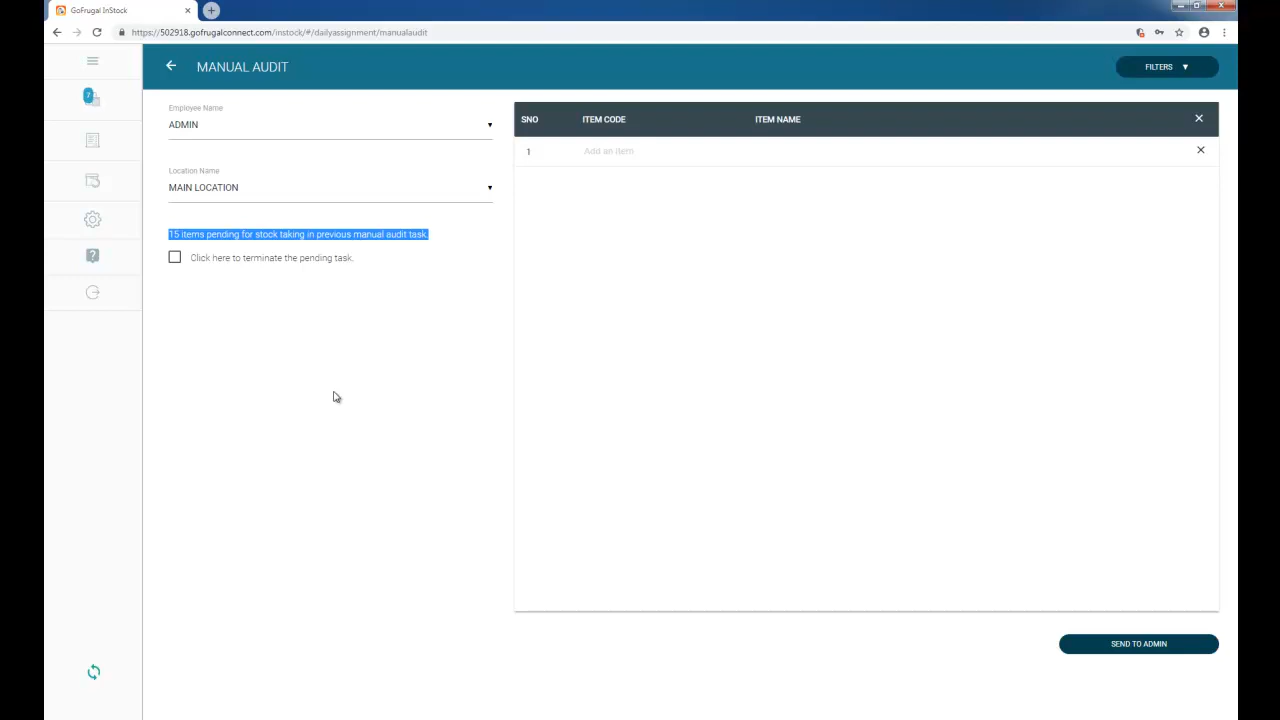 GoFrugal InStock
https://502918.gofrugalconnect.com/instock/#/dailyassignment/manualaudit
MANUAL AUDIT
FILTERS ▼
7
Employee Name
ADMIN
Location Name
MAIN LOCATION
15 items pending for stock taking in previous manual audit task.
Click here to terminate the pending task.
SNO ITEM CODE ITEM NAME
1 Add an item
SEND TO ADMIN